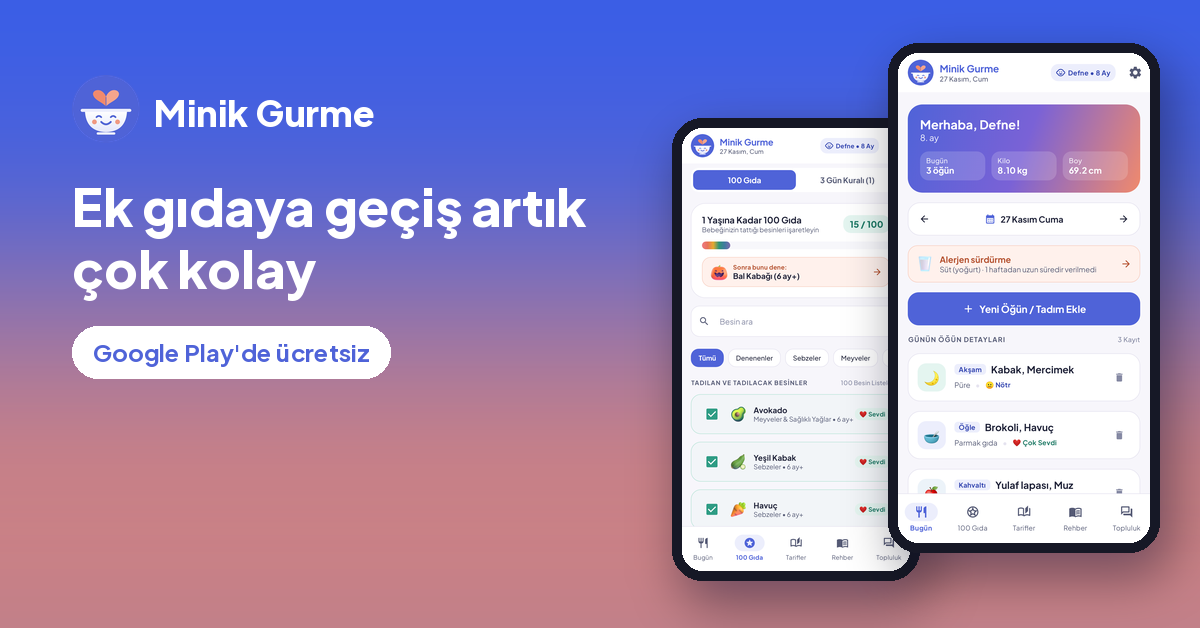 Minik Gurme
Ek gıdaya geçiş artık
çok kolay
Google Play'de ücretsiz
Minik Gurme
27 Kasım, Cum
Defne • 8 Ay
100 Gıda
3 Gün Kuralı (1)
1 Yaşına Kadar 100 Gıda
Bebeğinizin tattığı besinleri işaretleyin
15 / 100
Sonra bunu dene:
Bal Kabağı (6 ay+)
Besin ara
Tümü
Denenenler
Sebzeler
Meyveler
TADILAN VE TADILACAK BESİNLER
100 Besin
Avokado
Meyveler & Sağlıklı Yağlar • 6 ay+
Sevdi
Yeşil Kabak
Sebzeler • 6 ay+
Sevdi
Havuç
Sebzeler • 6 ay+
Sevdi
Bugün
100 Gıda
Tarifler
Rehber
Topluluk
Minik Gurme
27 Kasım, Cum
Defne • 8 Ay
Merhaba, Defne!
8. ay
Bugün
3 öğün
Kilo
8.10 kg
Boy
69.2 cm
27 Kasım Cuma
Alerjen sürdürme
Süt (yoğurt) · 1 haftadan uzun süredir verilmedi
+ Yeni Öğün / Tadım Ekle
GÜNÜN ÖĞÜN DETAYLARI
3 Kayıt
Akşam Kabak, Mercimek
Püre • Nötr
Öğle Brokoli, Havuç
Parmak gıda • Çok Sevdi
Kahvaltı Yulaf lapası, Muz
Bugün
100 Gıda
Tarifler
Rehber
Topluluk